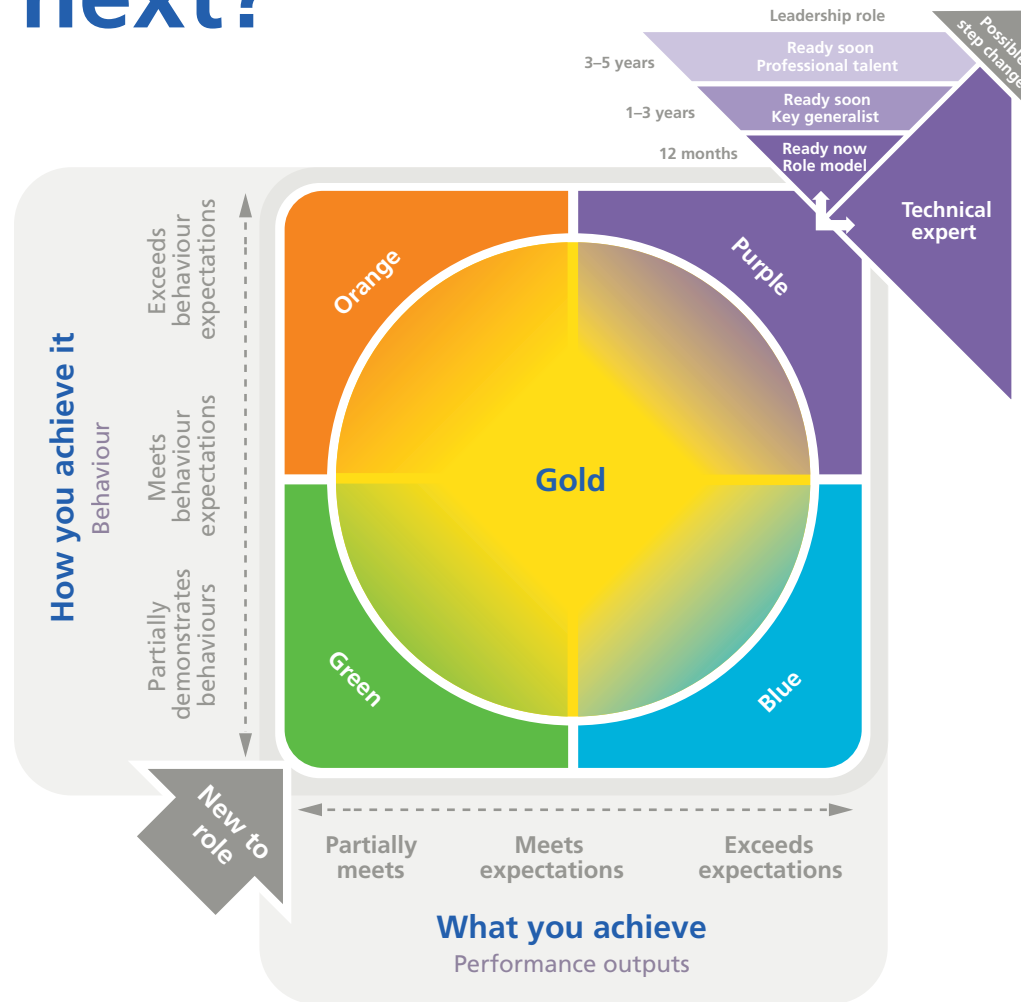 next?
Leadership role
Possible
step change
3–5 years
Ready soon
Professional talent
1–3 years
Ready soon
Key generalist
12 months
Ready now
Role model
Technical
expert
How you achieve it
Behaviour
Exceeds
behaviour
expectations
Meets
behaviour
expectations
Partially
demonstrates
behaviours
Orange
Purple
Gold
Green
Blue
New to
role
Partially
meets
Meets
expectations
Exceeds
expectations
What you achieve
Performance outputs